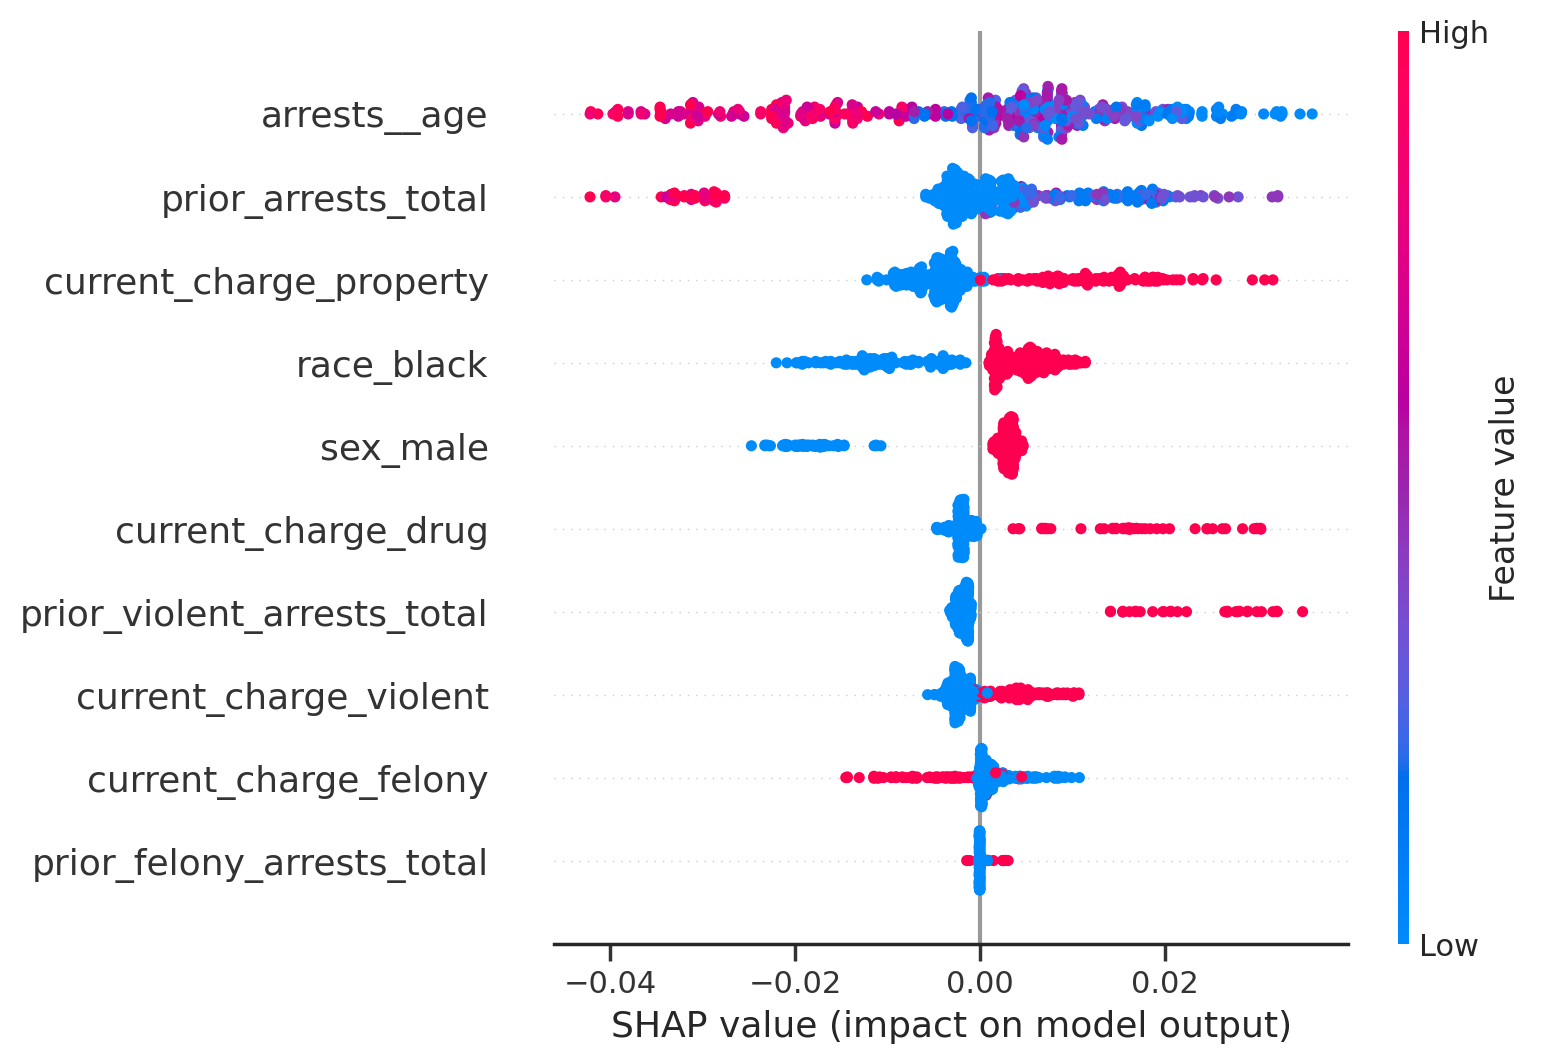 High
arrests__age
prior_arrests_total
current_charge_property
race_black
sex_male
current_charge_drug
prior_violent_arrests_total
current_charge_violent
current_charge_felony
prior_felony_arrests_total
Feature value
Low
−0.04 −0.02 0.00 0.02
SHAP value (impact on model output)